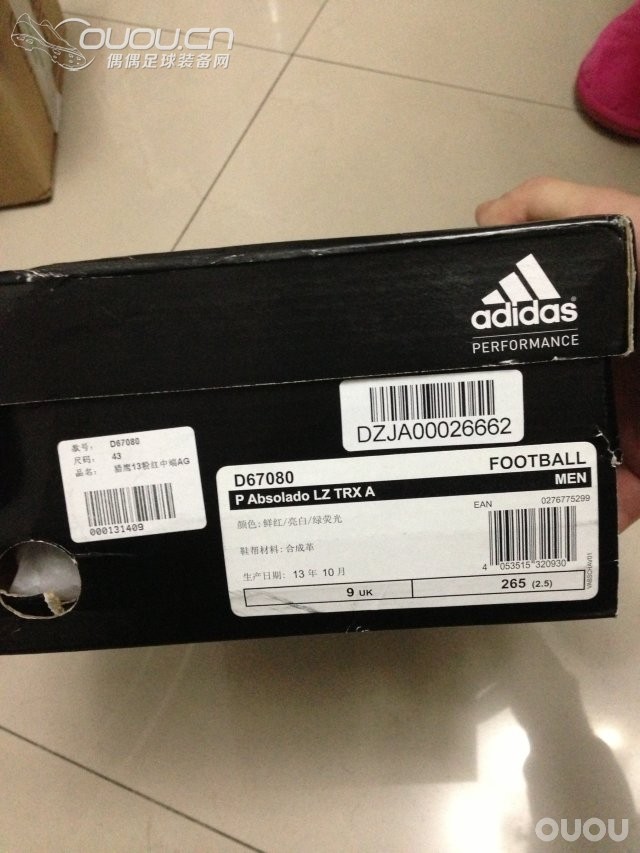 OUOU.CN
偶偶足球装备网
adidas
PERFORMANCE
DZJA00026662
款号: D67080
尺码: 43
品名: 猎鹰13粉红中端AG
000131409
D67080
FOOTBALL
P Absolado LZ TRX A
MEN
颜色:鲜红/亮白/绿荧光
EAN 0276775299
鞋帮材料:合成革
4 053515 320930
生产日期: 13 年 10 月
9 UK
265 (2.5)
OUOU